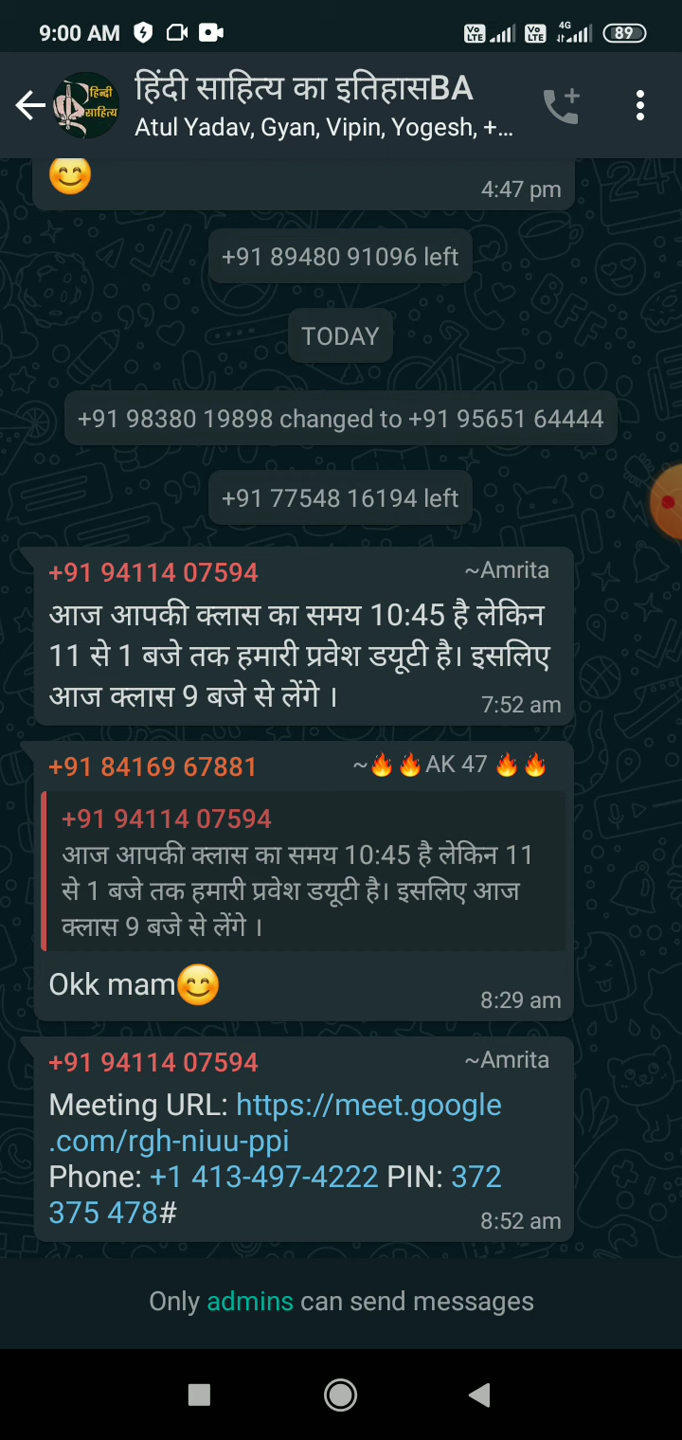 9:00 AM
Vo LTE Vo LTE 4G 89
हिंदी साहित्य का इतिहासBA
हिन्दी
साहित्य
Atul Yadav, Gyan, Vipin, Yogesh, +...
😊
4:47 pm
+91 89480 91096 left
TODAY
+91 98380 19898 changed to +91 95651 64444
+91 77548 16194 left
+91 94114 07594 ~Amrita
आज आपकी क्लास का समय 10:45 है लेकिन
11 से 1 बजे तक हमारी प्रवेश डयूटी है। इसलिए
आज क्लास 9 बजे से लेंगे ।
7:52 am
+91 84169 67881 ~🔥🔥AK 47 🔥🔥
+91 94114 07594
आज आपकी क्लास का समय 10:45 है लेकिन 11
से 1 बजे तक हमारी प्रवेश डयूटी है। इसलिए आज
क्लास 9 बजे से लेंगे ।
Okk mam😊
8:29 am
+91 94114 07594 ~Amrita
Meeting URL: https://meet.google
.com/rgh-niuu-ppi
Phone: +1 413-497-4222 PIN: 372
375 478#
8:52 am
Only admins can send messages